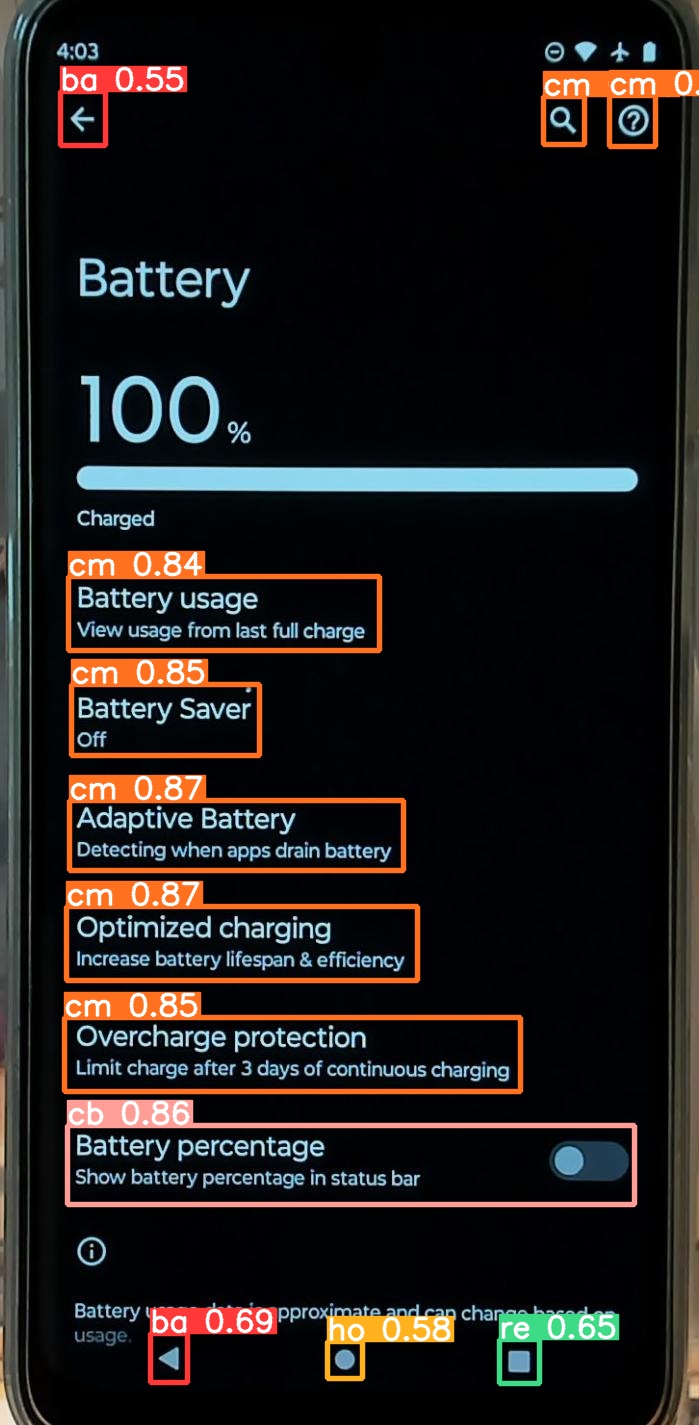 4:03
ba 0.55
cm
cm 0.
Battery
100%
Charged
cm 0.84
Battery usage
View usage from last full charge
cm 0.85
Battery Saver
Off
cm 0.87
Adaptive Battery
Detecting when apps drain battery
cm 0.87
Optimized charging
Increase battery lifespan & efficiency
cm 0.85
Overcharge protection
Limit charge after 3 days of continuous charging
cb 0.86
Battery percentage
Show battery percentage in status bar
Battery usage data is approximate and can change based on
usage.
ba 0.69
ho 0.58
re 0.65